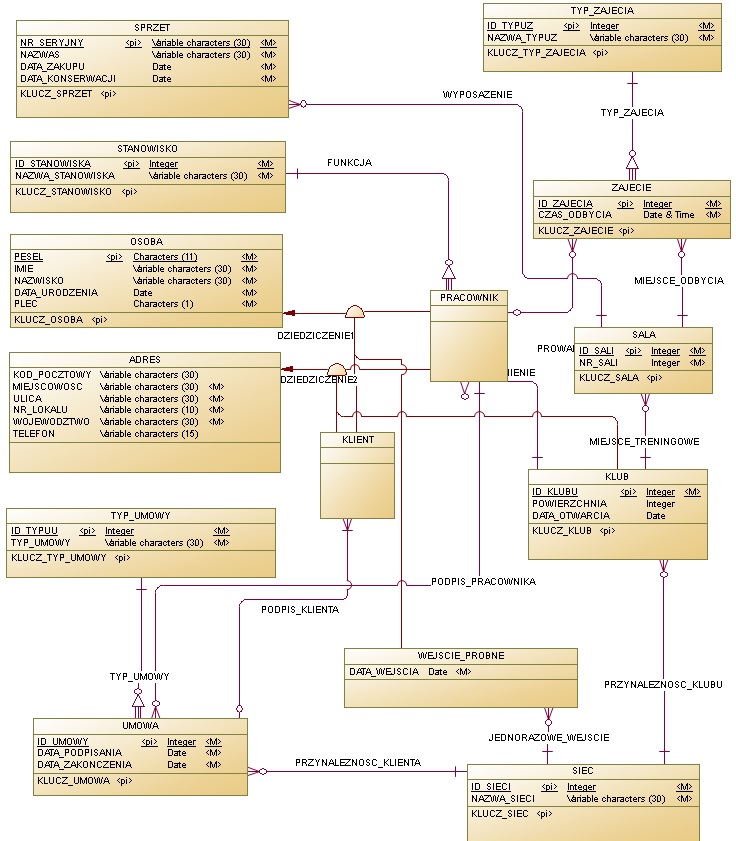 SPRZET
NR_SERYJNY <pi> Variable characters (30) <M>
NAZWAS Variable characters (30) <M>
DATA_ZAKUPU Date <M>
DATA_KONSERWACJI Date <M>
KLUCZ_SPRZET <pi>
TYP_ZAJECIA
ID_TYPUZ <pi> Integer <M>
NAZWA_TYPUZ Variable characters (30) <M>
KLUCZ_TYP_ZAJECIA <pi>
WYPOSAZENIE
TYP_ZAJECIA
STANOWISKO
ID_STANOWISKA <pi> Integer <M>
NAZWA_STANOWISKA Variable characters (30) <M>
KLUCZ_STANOWISKO <pi>
FUNKCJA
ZAJECIE
ID_ZAJECIA <pi> Integer <M>
CZAS_ODBYCIA Date & Time <M>
KLUCZ_ZAJECIE <pi>
OSOBA
PESEL <pi> Characters (11) <M>
IMIE Variable characters (30) <M>
NAZWISKO Variable characters (30) <M>
DATA_URODZENIA Date <M>
PLEC Characters (1) <M>
KLUCZ_OSOBA <pi>
MIEJSCE_ODBYCIA
PRACOWNIK
DZIEDZICZENIE1
PROWA
SALA
ID_SALI <pi> Integer <M>
NR_SALI Integer <M>
KLUCZ_SALA <pi>
ADRES
KOD_POCZTOWY Variable characters (30)
MIEJSCOWOSC Variable characters (30) <M>
ULICA Variable characters (30) <M>
NR_LOKALU Variable characters (10) <M>
WOJEWODZTWO Variable characters (30) <M>
TELEFON Variable characters (15)
DZIEDZICZENIE2
NIENIE
KLIENT
MIEJSCE_TRENINGOWE
KLUB
ID_KLUBU <pi> Integer <M>
POWIERZCHNIA Integer
DATA_OTWARCIA Date
KLUCZ_KLUB <pi>
TYP_UMOWY
ID_TYPUU <pi> Integer <M>
TYP_UMOWY Variable characters (30) <M>
KLUCZ_TYP_UMOWY <pi>
PODPIS_PRACOWNIKA
PODPIS_KLIENTA
WEJSCIE_PROBNE
DATA_WEJSCIA Date <M>
TYP_UMOWY
PRZYNALEZNOSC_KLUBU
UMOWA
ID_UMOWY <pi> Integer <M>
DATA_PODPISANIA Date <M>
DATA_ZAKONCZENIA Date <M>
KLUCZ_UMOWA <pi>
JEDNORAZOWE_WEJSCIE
PRZYNALEZNOSC_KLIENTA
SIEC
ID_SIECI <pi> Integer <M>
NAZWA_SIECI Variable characters (30) <M>
KLUCZ_SIEC <pi>